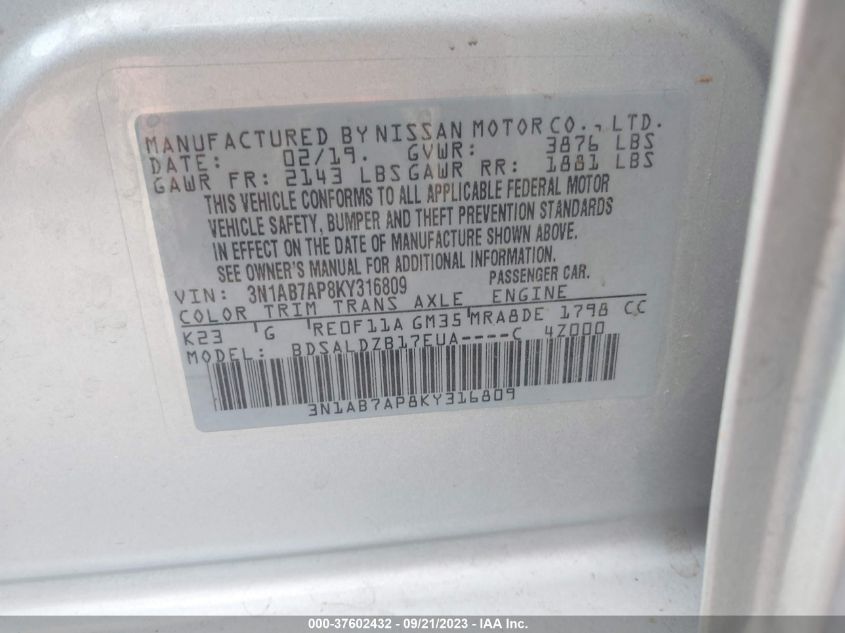 MANUFACTURED BY NISSAN MOTOR CO., LTD.
DATE: 02/19. GVWR: 3876 LBS
GAWR FR: 2143 LBS GAWR RR: 1881 LBS
THIS VEHICLE CONFORMS TO ALL APPLICABLE FEDERAL MOTOR
VEHICLE SAFETY, BUMPER AND THEFT PREVENTION STANDARDS
IN EFFECT ON THE DATE OF MANUFACTURE SHOWN ABOVE.
SEE OWNER'S MANUAL FOR ADDITIONAL INFORMATION.
VIN: 3N1AB7AP8KY316809 PASSENGER CAR.
COLOR TRIM TRANS AXLE ENGINE
K23 G RE0F11A GM35 MRA8DE 1798 CC
MODEL: BDSALDZB17EUA----C 4Z000
3N1AB7AP8KY316809
000-37602432 - 09/21/2023 - IAA Inc.